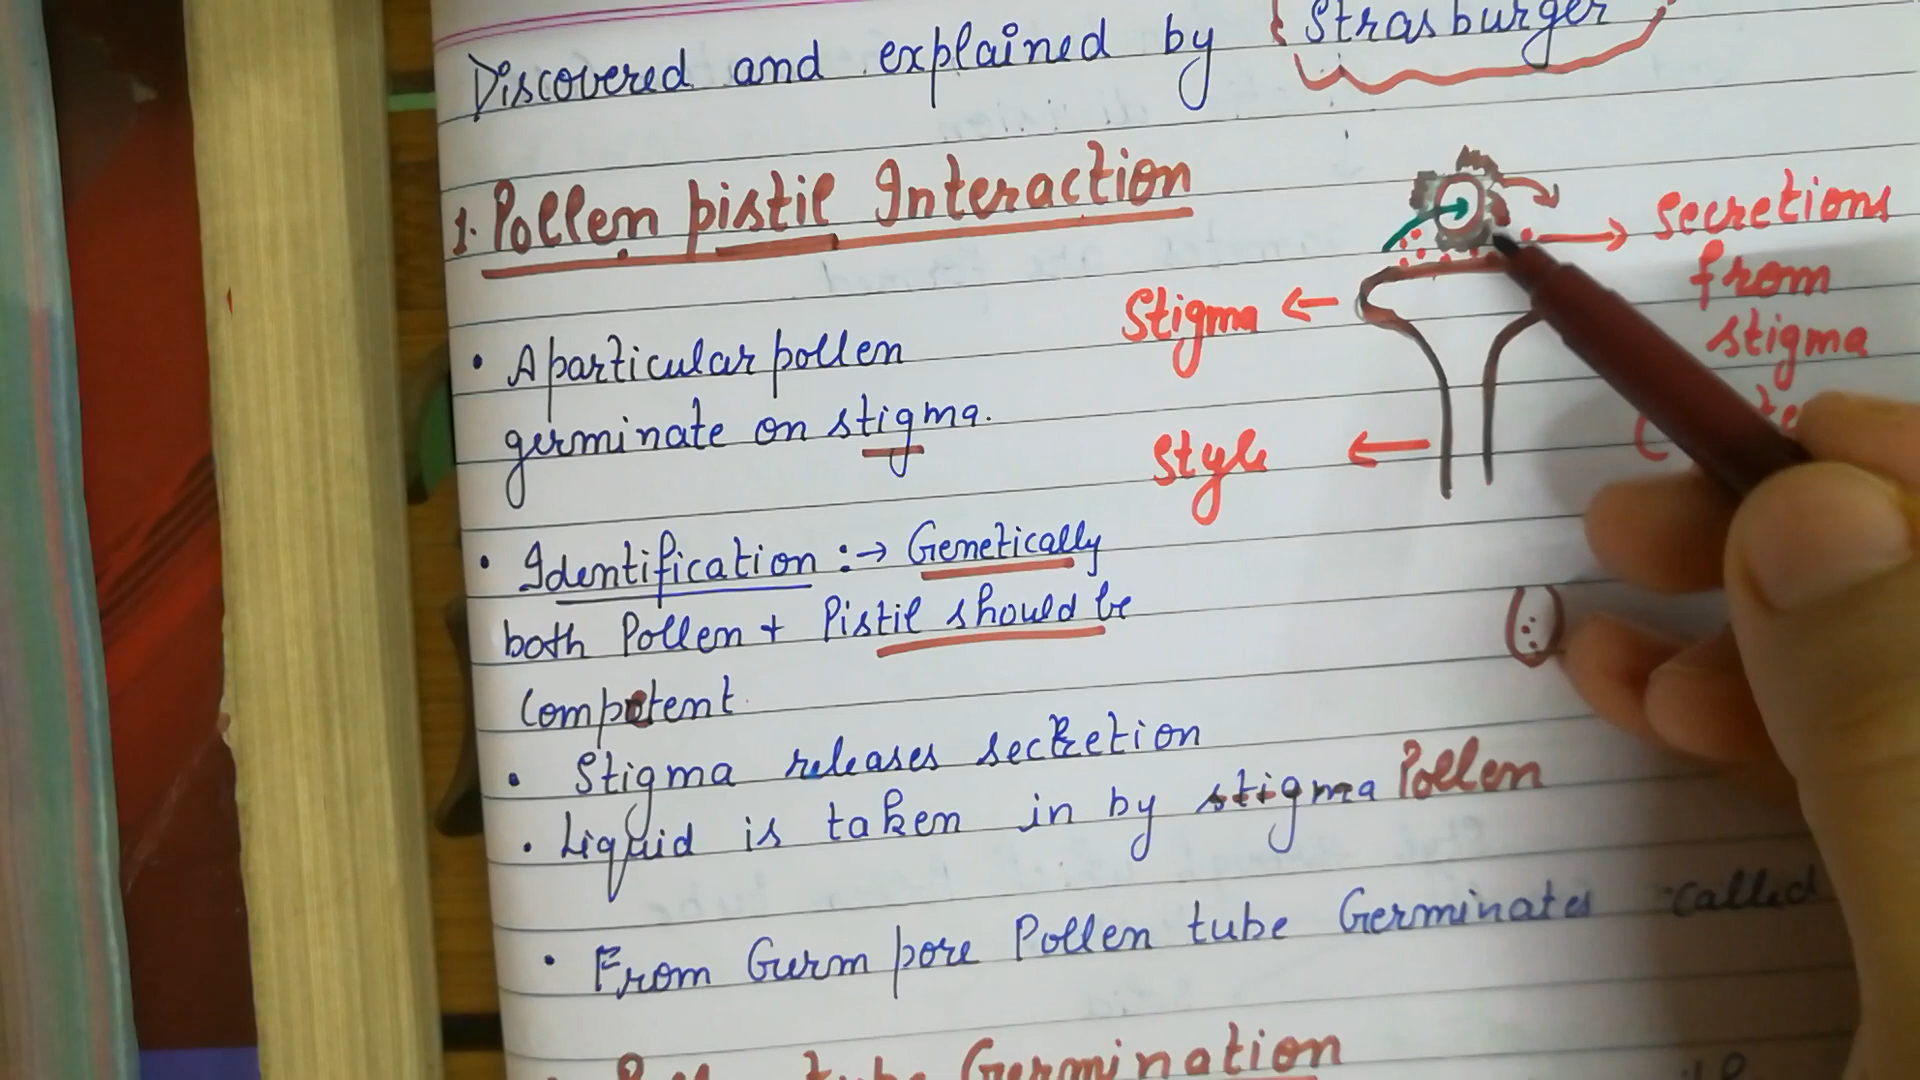 Discovered and explained by Strasburger
1. Pollen pistil Interaction
Secretions
from
stigma
Stigma
Style
• A particular pollen
germinate on stigma.
• Identification :→ Genetically
both Pollen + Pistil should be
Competent.
• Stigma releases secretion
• Liquid is taken in by stigma Pollen
• From Gurm pore Pollen tube Germinates called
tube Germination